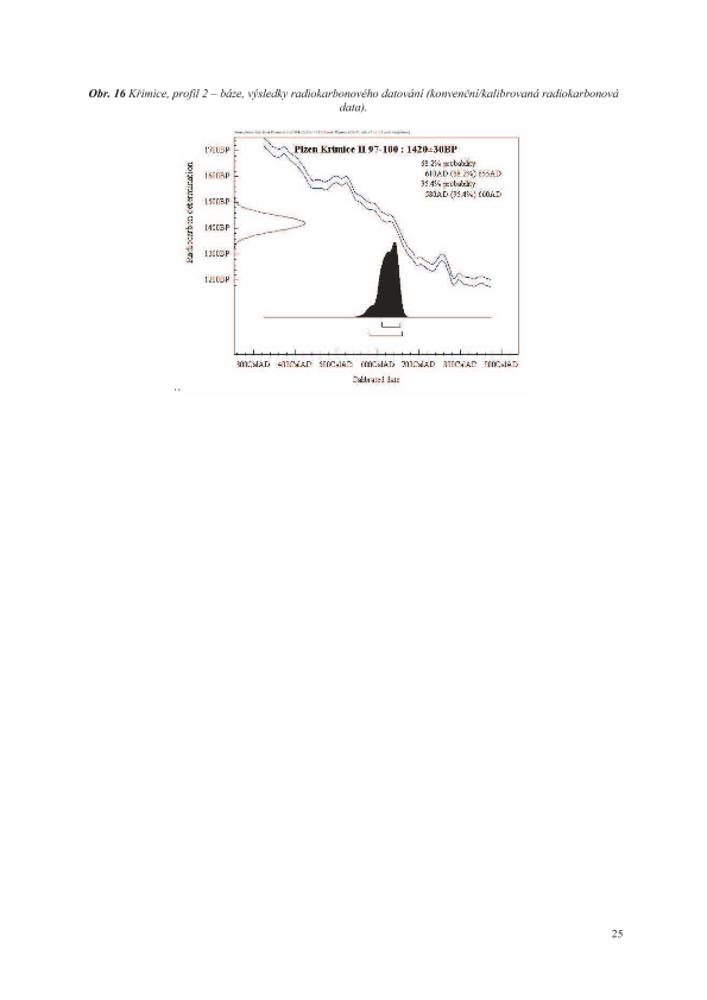 Obr. 16 Křimice, profil 2 – báze, výsledky radiokarbonového datování (konvenční/kalibrovaná radiokarbonová
data).
Plzen Krimice II 97-100 : 1420±30BP
68.2% probability
610AD (68.2%) 655AD
95.4% probability
580AD (95.4%) 660AD
Radiocarbon determination
1700BP
1600BP
1500BP
1400BP
1300BP
1200BP
300CalAD 400CalAD 500CalAD 600CalAD 700CalAD 800CalAD 900CalAD
Calibrated date
25